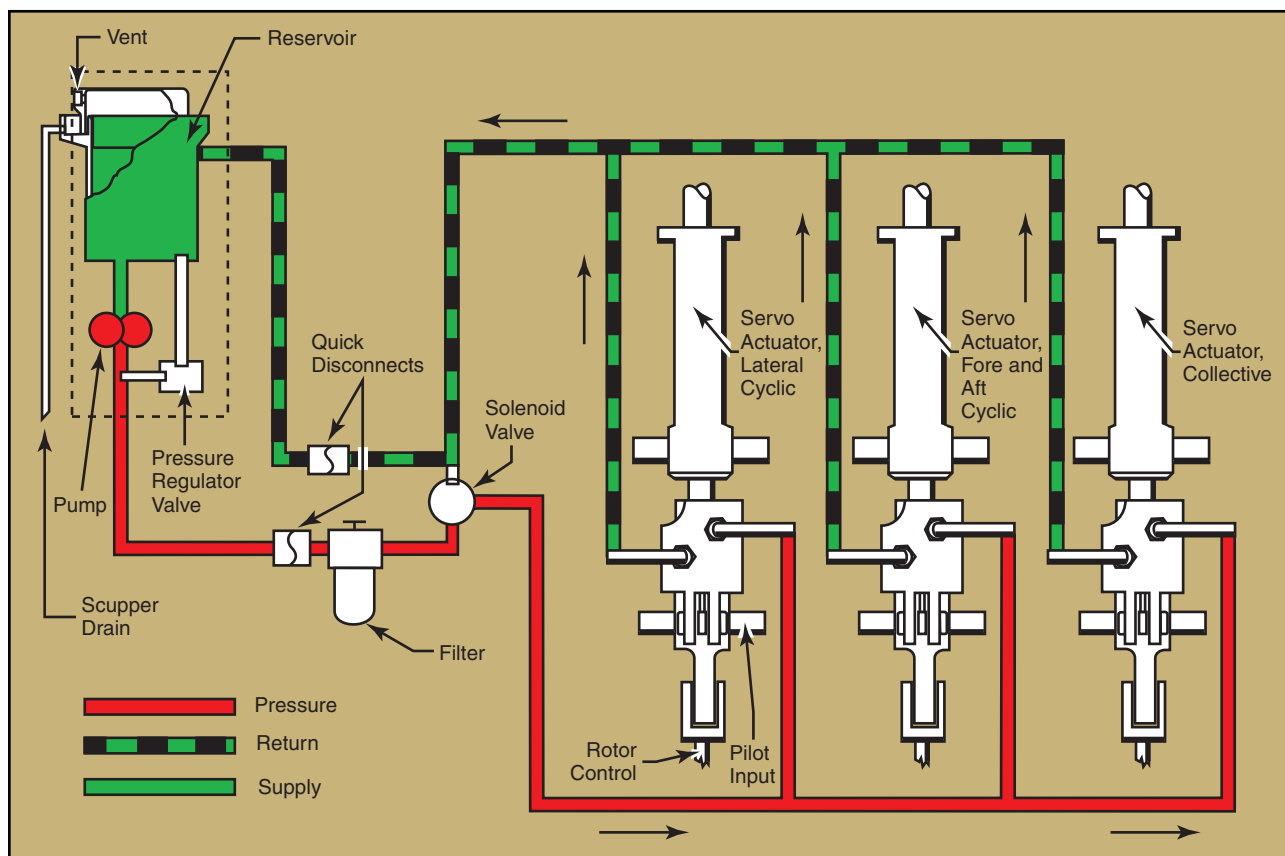 Vent
Reservoir
Quick
Disconnects
Solenoid
Valve
Servo
Actuator,
Lateral
Cyclic
Servo
Actuator,
Fore and
Aft
Cyclic
Servo
Actuator,
Collective
Pump
Pressure
Regulator
Valve
Scupper
Drain
Filter
Pressure
Return
Supply
Rotor
Control
Pilot
Input